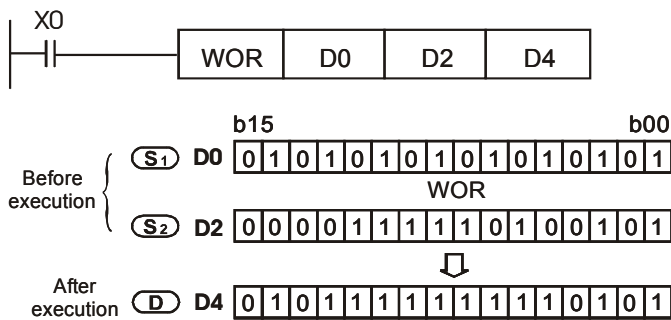 X0
WOR D0 D2 D4
b15 b00
S1 D0 0 1 0 1 0 1 0 1 0 1 0 1 0 1 0 1
Before
execution
WOR
S2 D2 0 0 0 0 1 1 1 1 1 0 1 0 0 1 0 1
After
execution
D D4 0 1 0 1 1 1 1 1 1 1 1 1 0 1 0 1